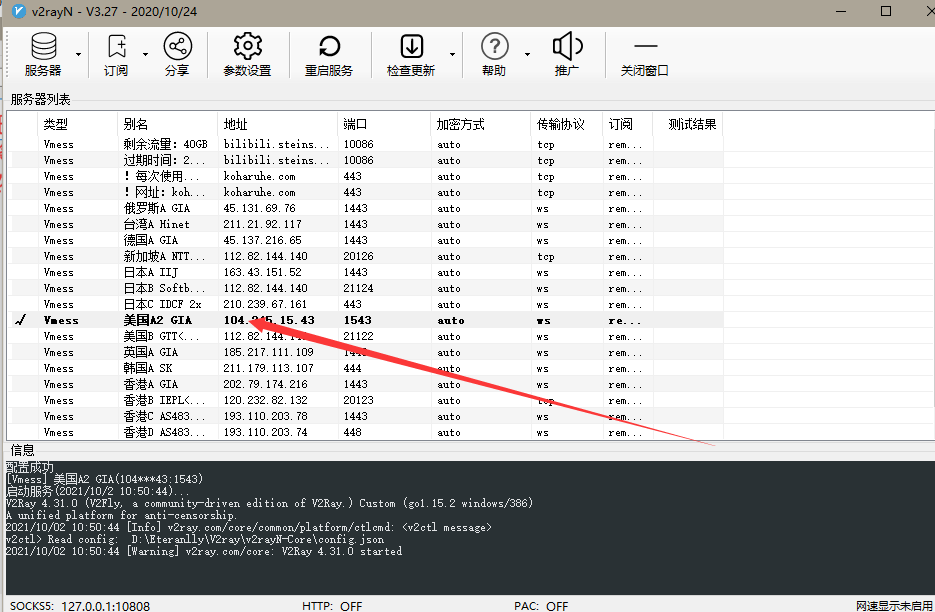 v2rayN - V3.27 - 2020/10/24
服务器 订阅 分享 参数设置 重启服务 检查更新 帮助 推广 关闭窗口
服务器列表
类型 别名 地址 端口 加密方式 传输协议 订阅 测试结果
Vmess 剩余流量：40GB bilibili.steins... 10086 auto tcp rem...
Vmess 过期时间：2... bilibili.steins... 10086 auto tcp rem...
Vmess ！每次使用... koharuhe.com 443 auto tcp rem...
Vmess ！网址：koh... koharuhe.com 443 auto tcp rem...
Vmess 俄罗斯A GIA 45.131.69.76 1443 auto ws rem...
Vmess 台湾A Hinet 211.21.92.117 1443 auto ws rem...
Vmess 德国A GIA 45.137.216.65 1443 auto ws rem...
Vmess 新加坡A NTT... 112.82.144.140 20126 auto tcp rem...
Vmess 日本A IIJ 163.43.151.52 1443 auto ws rem...
Vmess 日本B Softb... 112.82.144.140 21124 auto ws rem...
Vmess 日本C IDCF 2x 210.239.67.161 443 auto ws rem...
Vmess 美国A2 GIA 1543 auto ws re...
Vmess 美国B GTT<... 21122 auto ws rem...
Vmess 英国A GIA 185.217.111.109 auto ws rem...
Vmess 韩国A SK 211.179.113.107 444 auto ws rem...
Vmess 香港A GIA 202.79.174.216 1443 auto ws rem...
Vmess 香港B IEPL<... 120.232.82.132 20123 auto tcp rem...
Vmess 香港C AS483... 193.110.203.78 1443 auto ws rem...
Vmess 香港D AS483... 193.110.203.74 448 auto ws rem...
信息
配置成功
[Vmess] 美国A2 GIA(104***43:1543)
启动服务(2021/10/2 10:50:44)...
V2Ray 4.31.0 (V2Fly, a community-driven edition of V2Ray.) Custom (go1.15.2 windows/386)
A unified platform for anti-censorship.
2021/10/02 10:50:44 [Info] v2ray.com/core/common/platform/ctlcmd: <v2ctl message>
v2ctl> Read config:  D:\Eteranlly\V2ray\v2rayN-Core\config.json
2021/10/02 10:50:44 [Warning] v2ray.com/core: V2Ray 4.31.0 started
SOCKS5: 127.0.0.1:10808 HTTP: OFF PAC: OFF 网速显示未启用